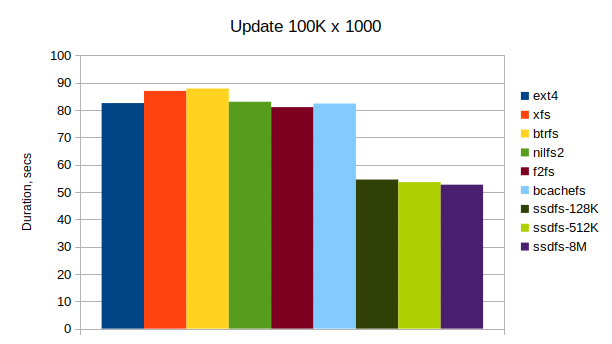 Update 100K x 1000
Duration, secs
100
90
80
70
60
50
40
30
20
10
0
ext4
xfs
btrfs
nilfs2
f2fs
bcachefs
ssdfs-128K
ssdfs-512K
ssdfs-8M